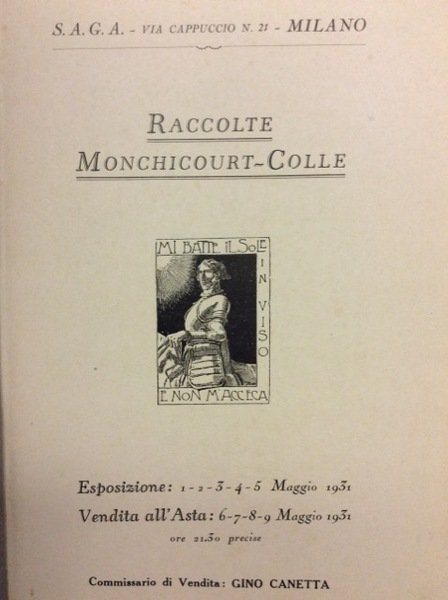 S. A. G. A. - VIA CAPPUCCIO N. 21 - MILANO
RACCOLTE
MONCHICOURT-COLLE
MI BATTE IL SOLE
IN VISO
E NON M'ACCECA
Esposizione: 1-2-3-4-5 Maggio 1931
Vendita all'Asta: 6-7-8-9 Maggio 1931
ore 21.30 precise
Commissario di Vendita: GINO CANETTA